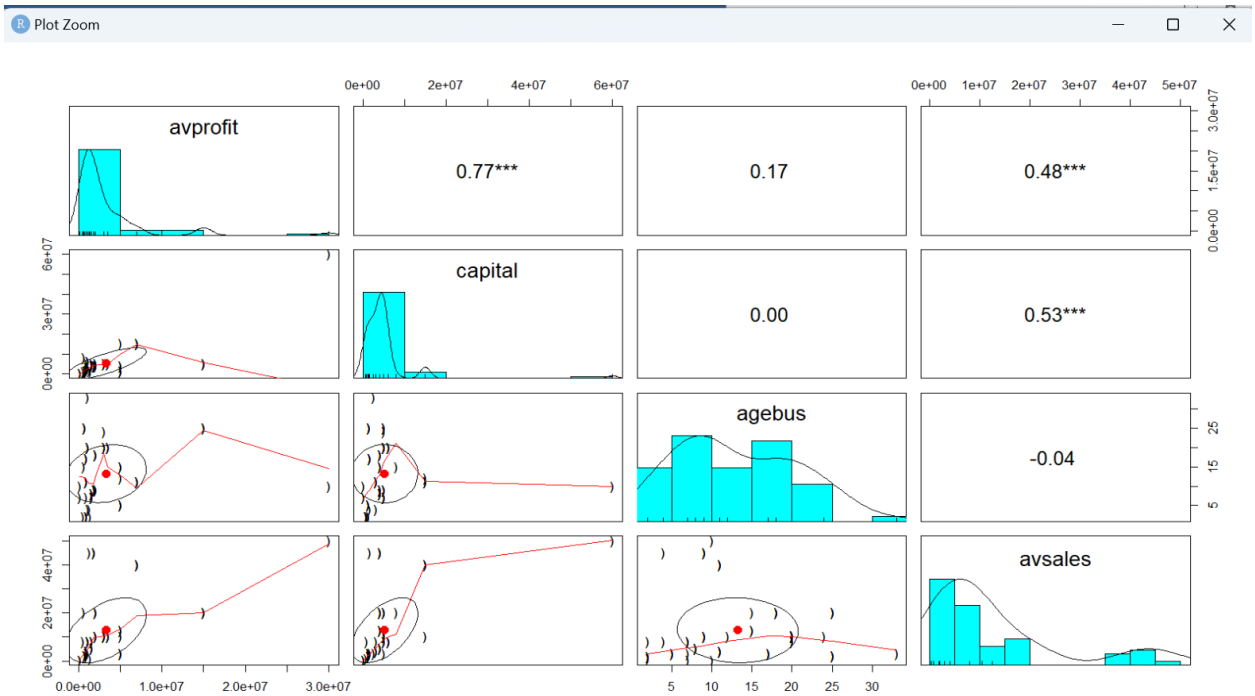 R Plot Zoom
0e+00 2e+07 4e+07 6e+07 0e+00 1e+07 2e+07 3e+07 4e+07 5e+07
avprofit 0.77*** 0.17 0.48*** 0.0e+00 1.5e+07 3.0e+07
0e+00 3e+07 6e+07 capital 0.00 0.53***
agebus -0.04 5 15 25
0e+00 2e+07 4e+07 avsales
0.0e+00 1.0e+07 2.0e+07 3.0e+07 5 10 15 20 25 30